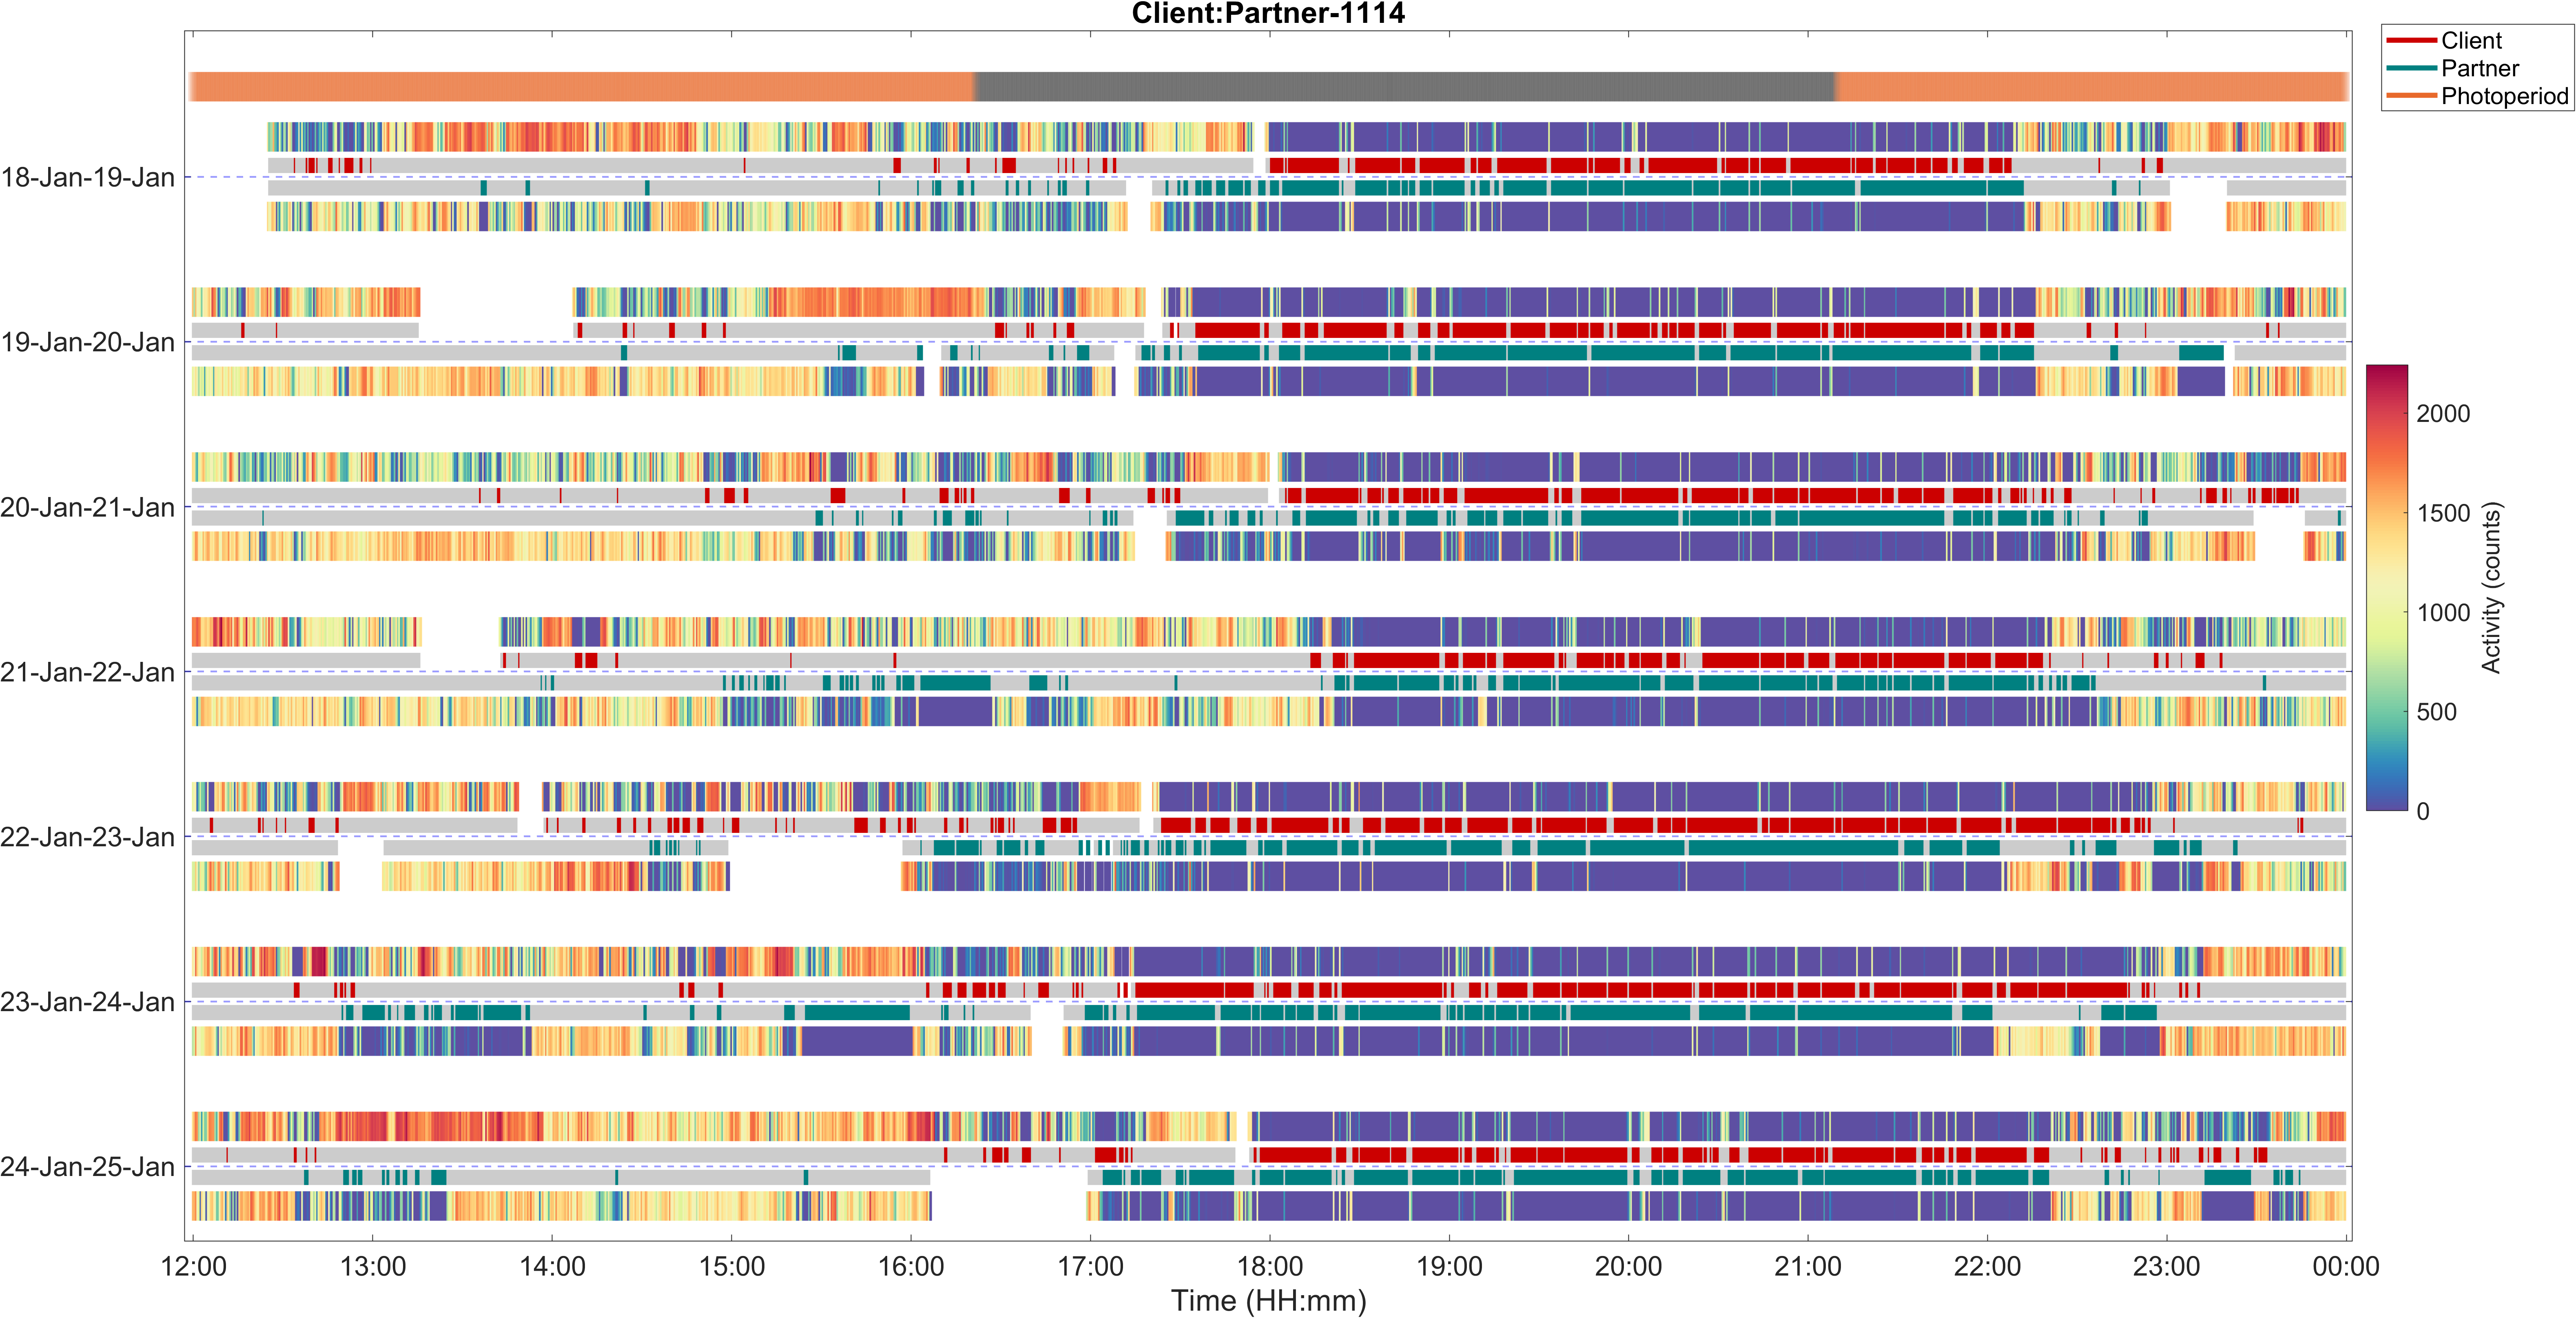 Client:Partner-1114
Client
Partner
Photoperiod
18-Jan-19-Jan
19-Jan-20-Jan
20-Jan-21-Jan
21-Jan-22-Jan
22-Jan-23-Jan
23-Jan-24-Jan
24-Jan-25-Jan
2000
1500
1000
500
0
Activity (counts)
12:00 13:00 14:00 15:00 16:00 17:00 18:00 19:00 20:00 21:00 22:00 23:00 00:00
Time (HH:mm)